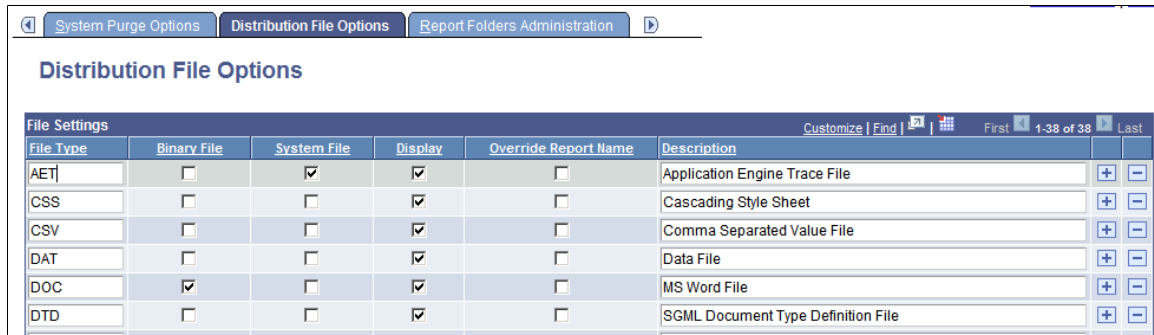 System Purge Options Distribution File Options Report Folders Administration
Distribution File Options
File Settings Customize | Find | | First 1-38 of 38 Last
File Type Binary File System File Display Override Report Name Description
AET Application Engine Trace File
CSS Cascading Style Sheet
CSV Comma Separated Value File
DAT Data File
DOC MS Word File
DTD SGML Document Type Definition File